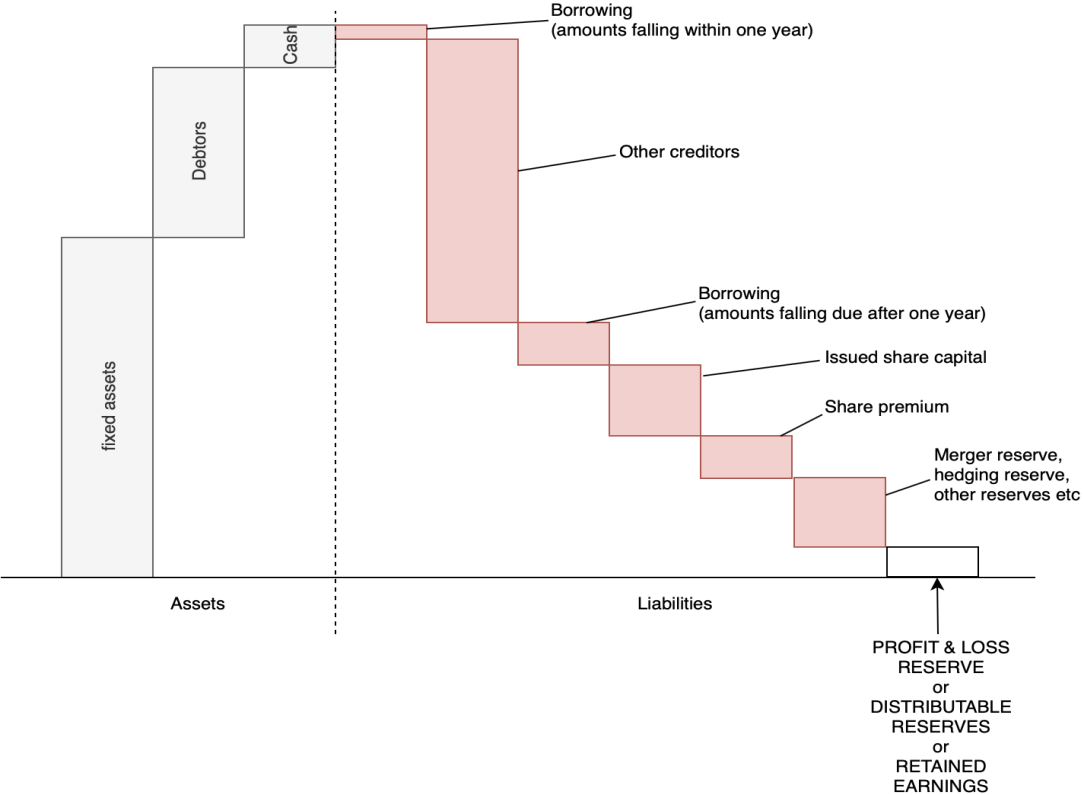 Borrowing
(amounts falling within one year)
Cash
Debtors
Other creditors
Borrowing
(amounts falling due after one year)
Issued share capital
fixed assets
Share premium
Merger reserve,
hedging reserve,
other reserves etc
Assets
Liabilities
PROFIT & LOSS
RESERVE
or
DISTRIBUTABLE
RESERVES
or
RETAINED
EARNINGS